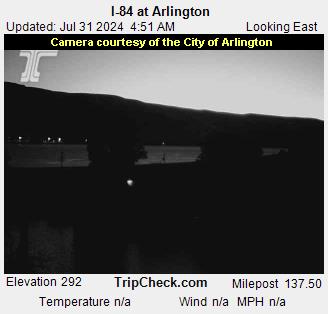 I-84 at Arlington
Updated: Jul 31 2024 4:51 AM Looking East
Camera courtesy of the City of Arlington
Elevation 292 TripCheck.com Milepost 137.50
Temperature n/a Wind n/a MPH n/a